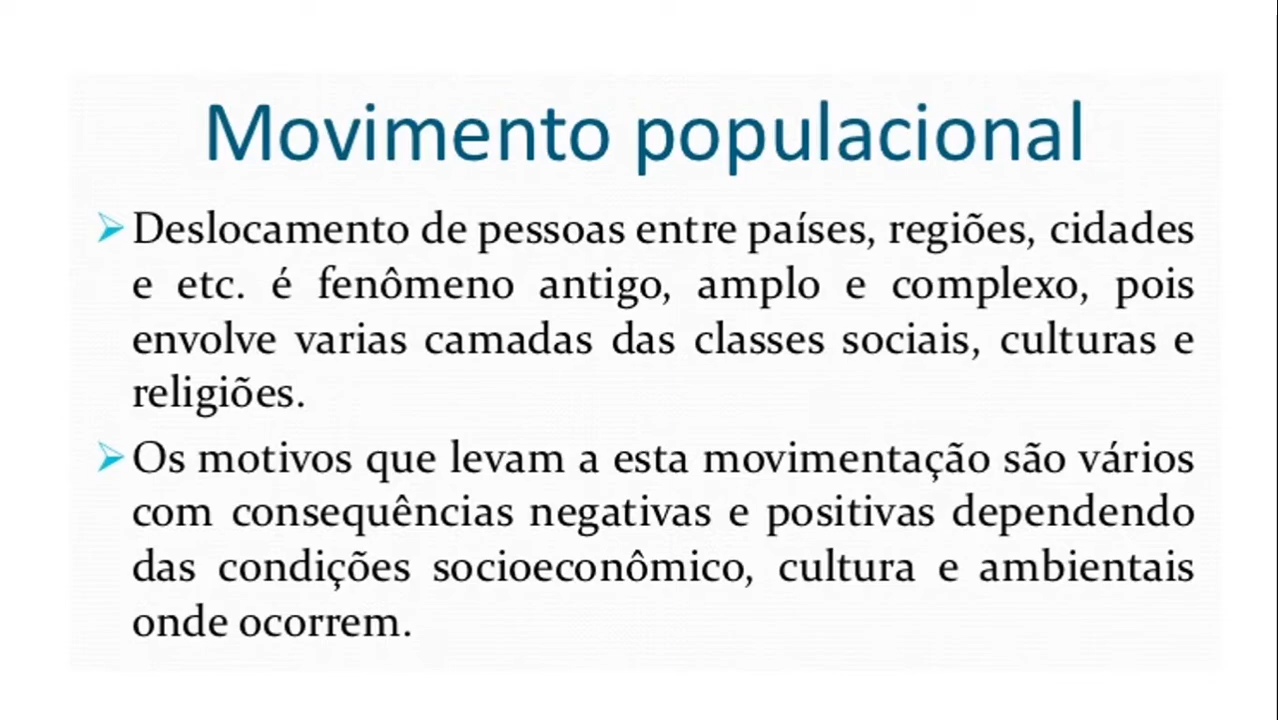 Movimento populacional
Deslocamento de pessoas entre países, regiões, cidades
e etc. é fenômeno antigo, amplo e complexo, pois
envolve varias camadas das classes sociais, culturas e
religiões.
Os motivos que levam a esta movimentação são vários
com consequências negativas e positivas dependendo
das condições socioeconômico, cultura e ambientais
onde ocorrem.